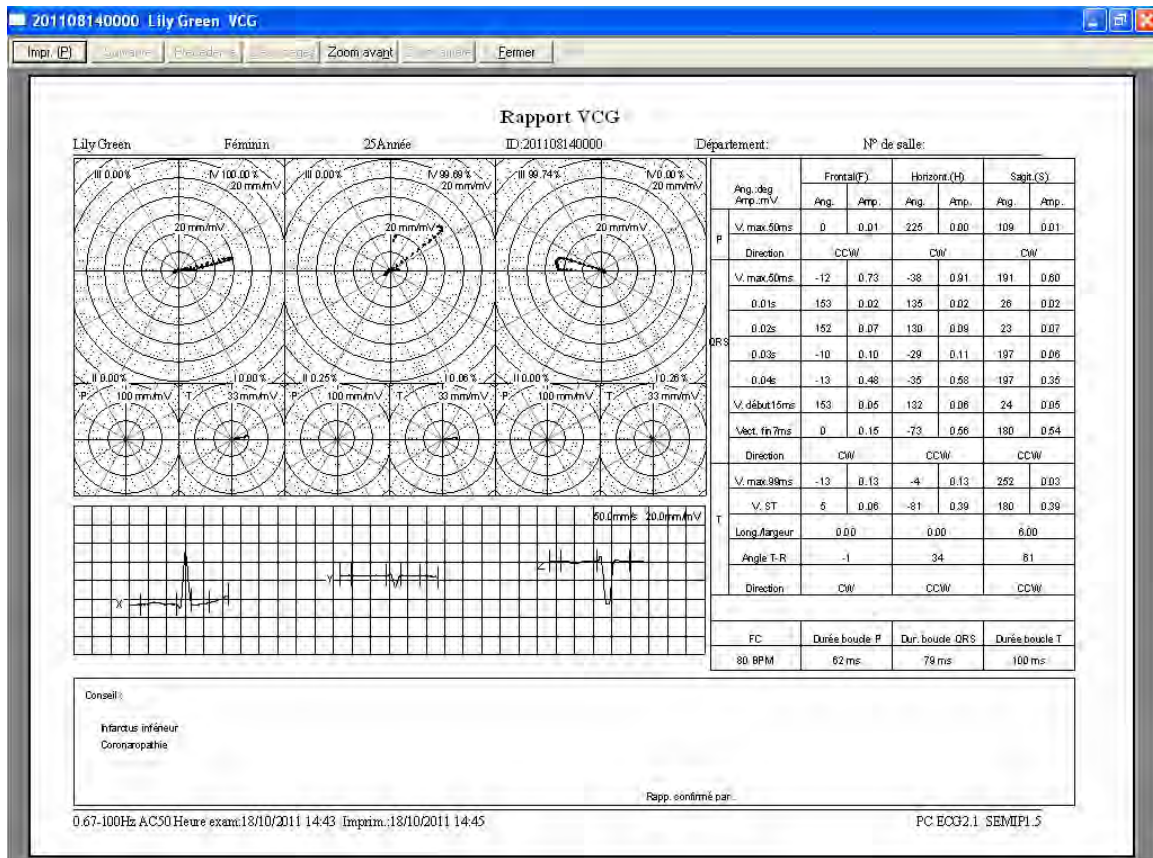 201108140000 Lily Green VCG
Impr. (P) Zoom avant Fermer
Rapport VCG
Lily Green Féminin 25Année ID:201108140000 Département: N° de salle:
III 0.00% IV 100.00% III 0.00% IV 99.69% III 99.74% IV 0.00%
20 mm/mV 20 mm/mV 20 mm/mV
20 mm/mV 20 mm/mV 20 mm/mV
II 0.00% I 0.00% II 0.25% I 0.06% II 0.00% I 0.26%
P: 100 mm/mV T: 33 mm/mV P: 100 mm/mV T: 33 mm/mV P: 100 mm/mV T: 33 mm/mV
50.0mm/s 20.0mm/mV
X
Y
Z
Ang.:deg Frontal(F) Horizont.(H) Sagit.(S)
Amp.:mV Ang. Amp. Ang. Amp. Ang. Amp.
P
V. max.50ms 0 0.01 225 0.00 109 0.01
Direction CCW CW CW
QRS
V. max.50ms -12 0.73 -38 0.91 191 0.60
0.01s 153 0.02 135 0.02 26 0.02
0.02s 152 0.07 130 0.09 23 0.07
0.03s -10 0.10 -29 0.11 197 0.06
0.04s -13 0.48 -35 0.58 197 0.35
V. début15ms 153 0.05 132 0.06 24 0.05
Vect. fin7ms 0 0.15 -73 0.56 180 0.54
Direction CW CCW CCW
T
V. max.99ms -13 0.13 -4 0.13 252 0.03
V. ST 5 0.06 -81 0.39 180 0.39
Long./largeur 0.00 0.00 6.00
Angle T-R -1 34 61
Direction CW CCW CCW
FC Durée boucle P Dur. boucle QRS Durée boucle T
80 BPM 62 ms 79 ms 100 ms
Conseil :
Infarctus inférieur
Coronaropathie
Rapp. confirmé par:
0.67-100Hz AC50 Heure exam:18/10/2011 14:43 Imprim.:18/10/2011 14:45 PC ECG2.1 SEMIP1.5